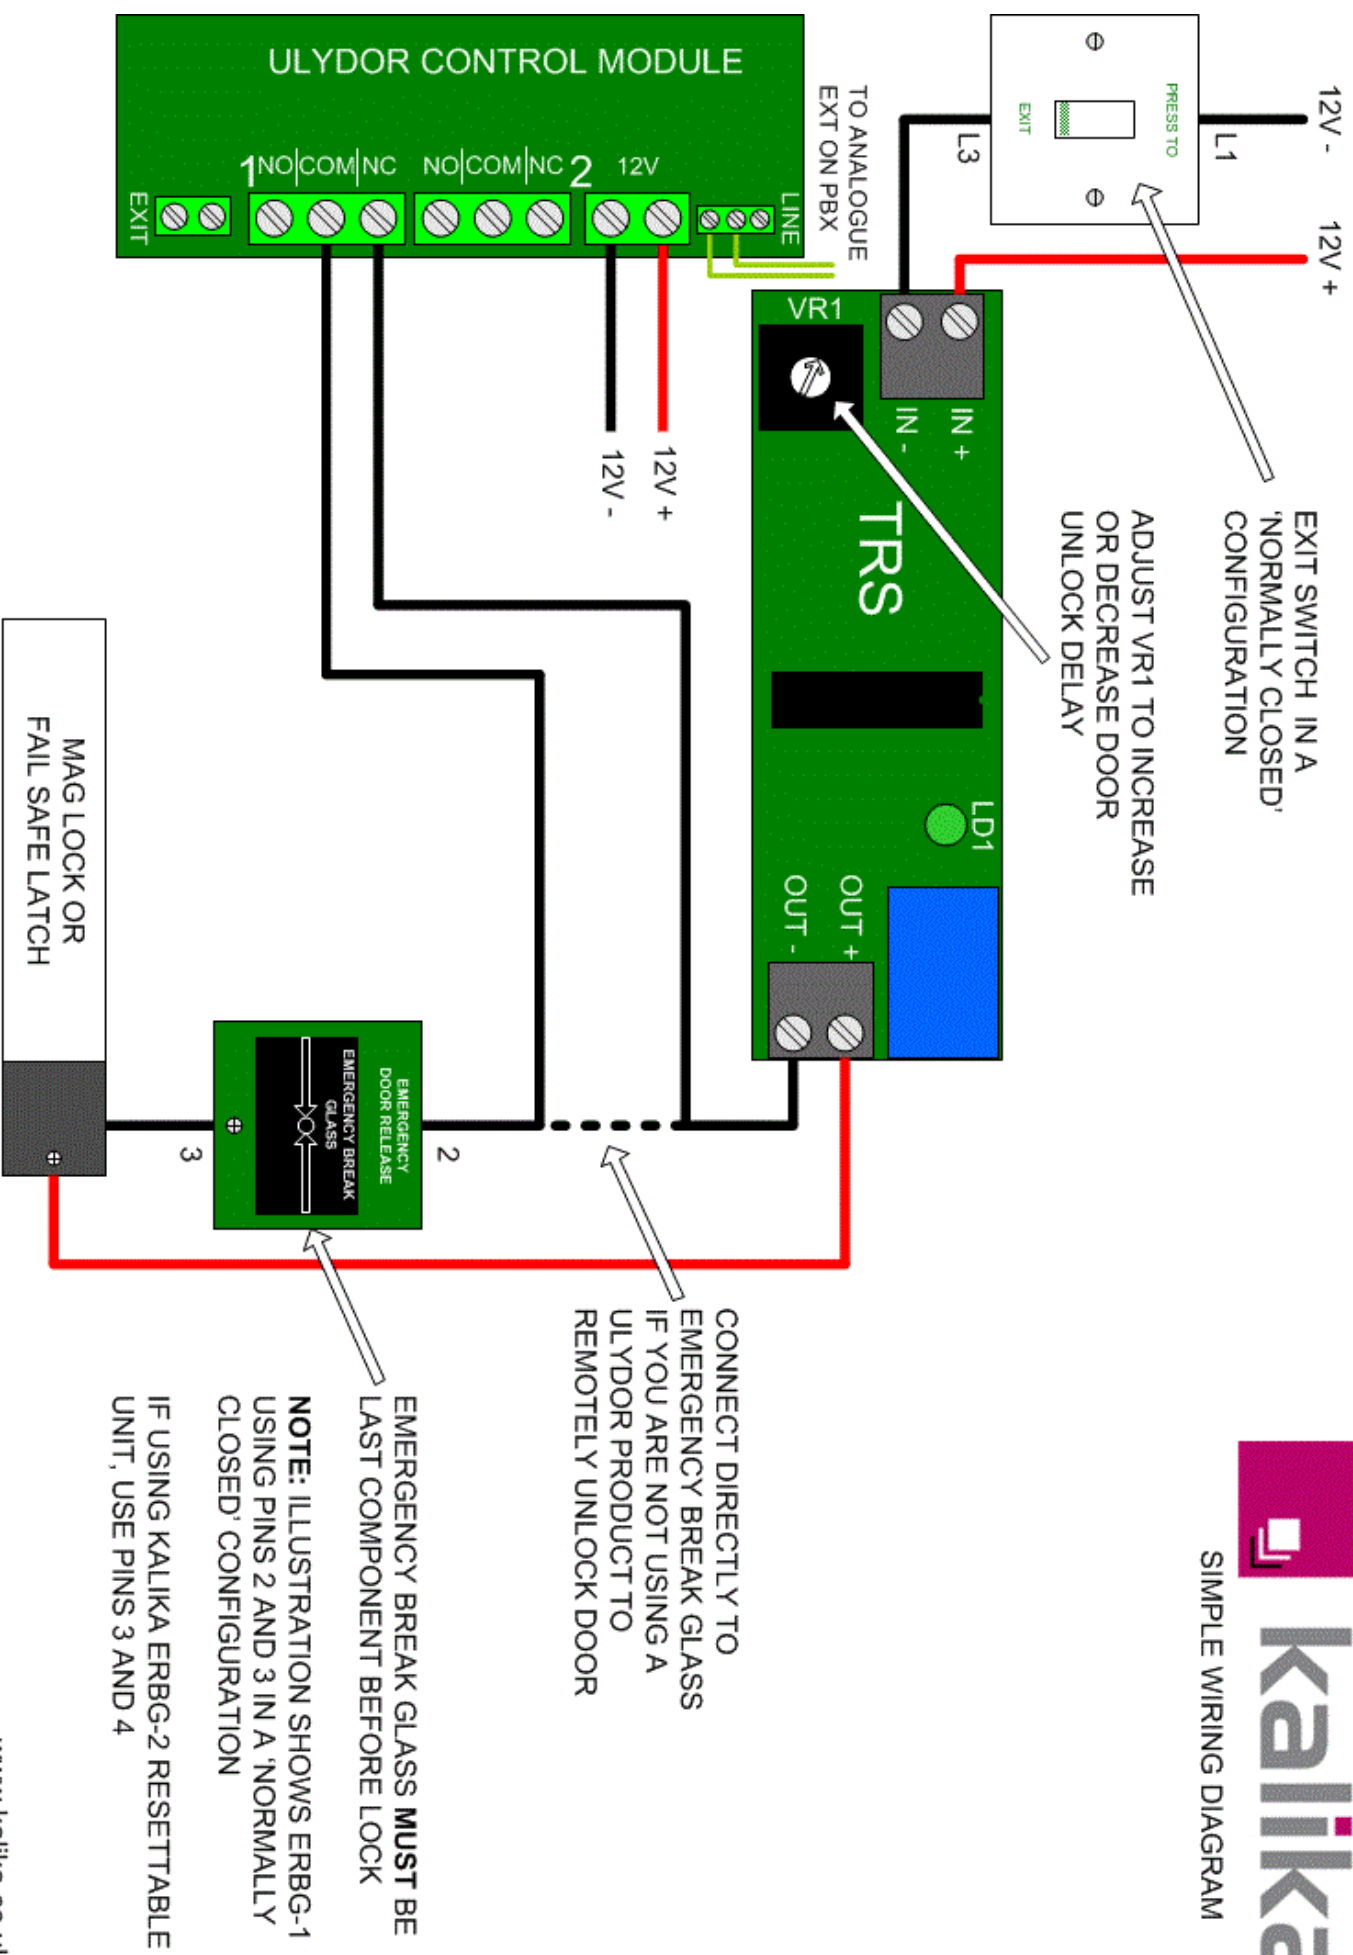 kalika
SIMPLE WIRING DIAGRAM
12V -
12V +
L1
L3
PRESS TO
EXIT
EXIT SWITCH IN A
'NORMALLY CLOSED'
CONFIGURATION
ADJUST VR1 TO INCREASE
OR DECREASE DOOR
UNLOCK DELAY
IN +
IN -
VR1
TRS
LD1
OUT +
OUT -
TO ANALOGUE
EXT ON PBX
ULYDOR CONTROL MODULE
1 NO|COM|NC
NO|COM|NC 2
12V
LINE
EXIT
12V +
12V -
CONNECT DIRECTLY TO
EMERGENCY BREAK GLASS
IF YOU ARE NOT USING A
ULYDOR PRODUCT TO
REMOTELY UNLOCK DOOR
2
EMERGENCY
DOOR RELEASE
EMERGENCY BREAK
GLASS
3
EMERGENCY BREAK GLASS MUST BE
LAST COMPONENT BEFORE LOCK
NOTE: ILLUSTRATION SHOWS ERBG-1
USING PINS 2 AND 3 IN A 'NORMALLY
CLOSED' CONFIGURATION
IF USING KALIKA ERBG-2 RESETTABLE
UNIT, USE PINS 3 AND 4
MAG LOCK OR
FAIL SAFE LATCH